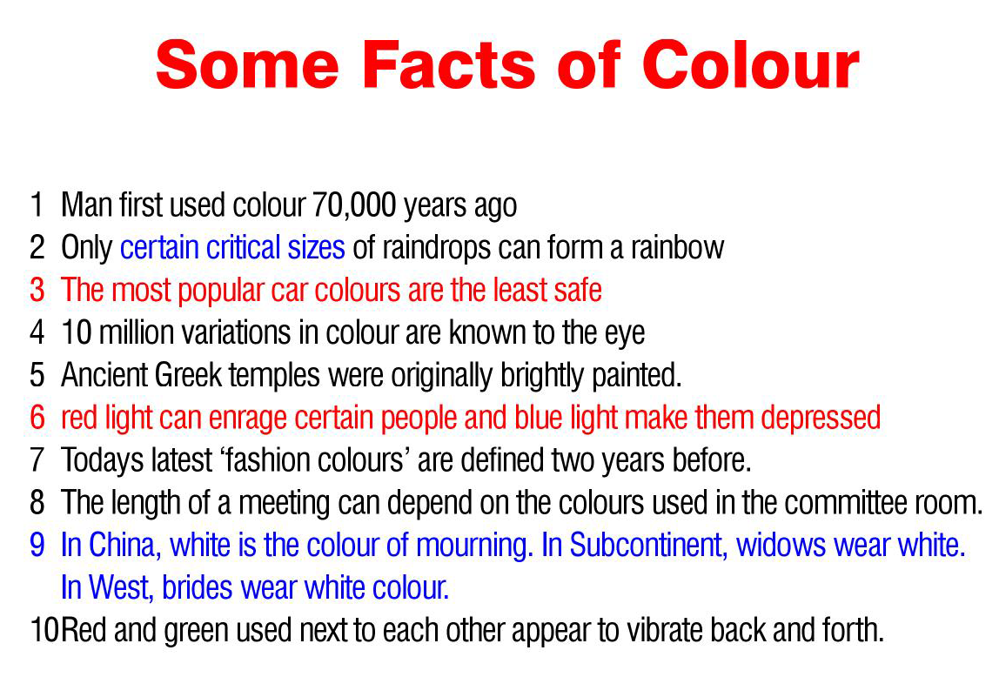 Some Facts of Colour
1 Man first used colour 70,000 years ago
2 Only certain critical sizes of raindrops can form a rainbow
3 The most popular car colours are the least safe
4 10 million variations in colour are known to the eye
5 Ancient Greek temples were originally brightly painted.
6 red light can enrage certain people and blue light make them depressed
7 Todays latest ‘fashion colours’ are defined two years before.
8 The length of a meeting can depend on the colours used in the committee room.
9 In China, white is the colour of mourning. In Subcontinent, widows wear white.
In West, brides wear white colour.
10Red and green used next to each other appear to vibrate back and forth.